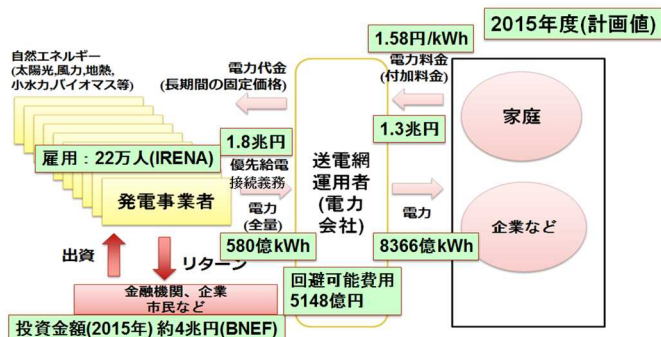 2015年度(計画値)
1.58円/kWh
自然エネルギー
(太陽光,風力,地熱,
小水力,バイオマス等)
電力代金
(長期間の固定価格)
電力料金
(付加料金)
家庭
1.8兆円
1.3兆円
雇用：22万人(IRENA)
優先給電
接続義務
送電網
運用者
(電力
会社)
発電事業者
電力
(全量)
電力
企業など
580億kWh
8366億kWh
出資
リターン
回避可能費用
5148億円
金融機関、企業
市民など
投資金額(2015年) 約4兆円(BNEF)